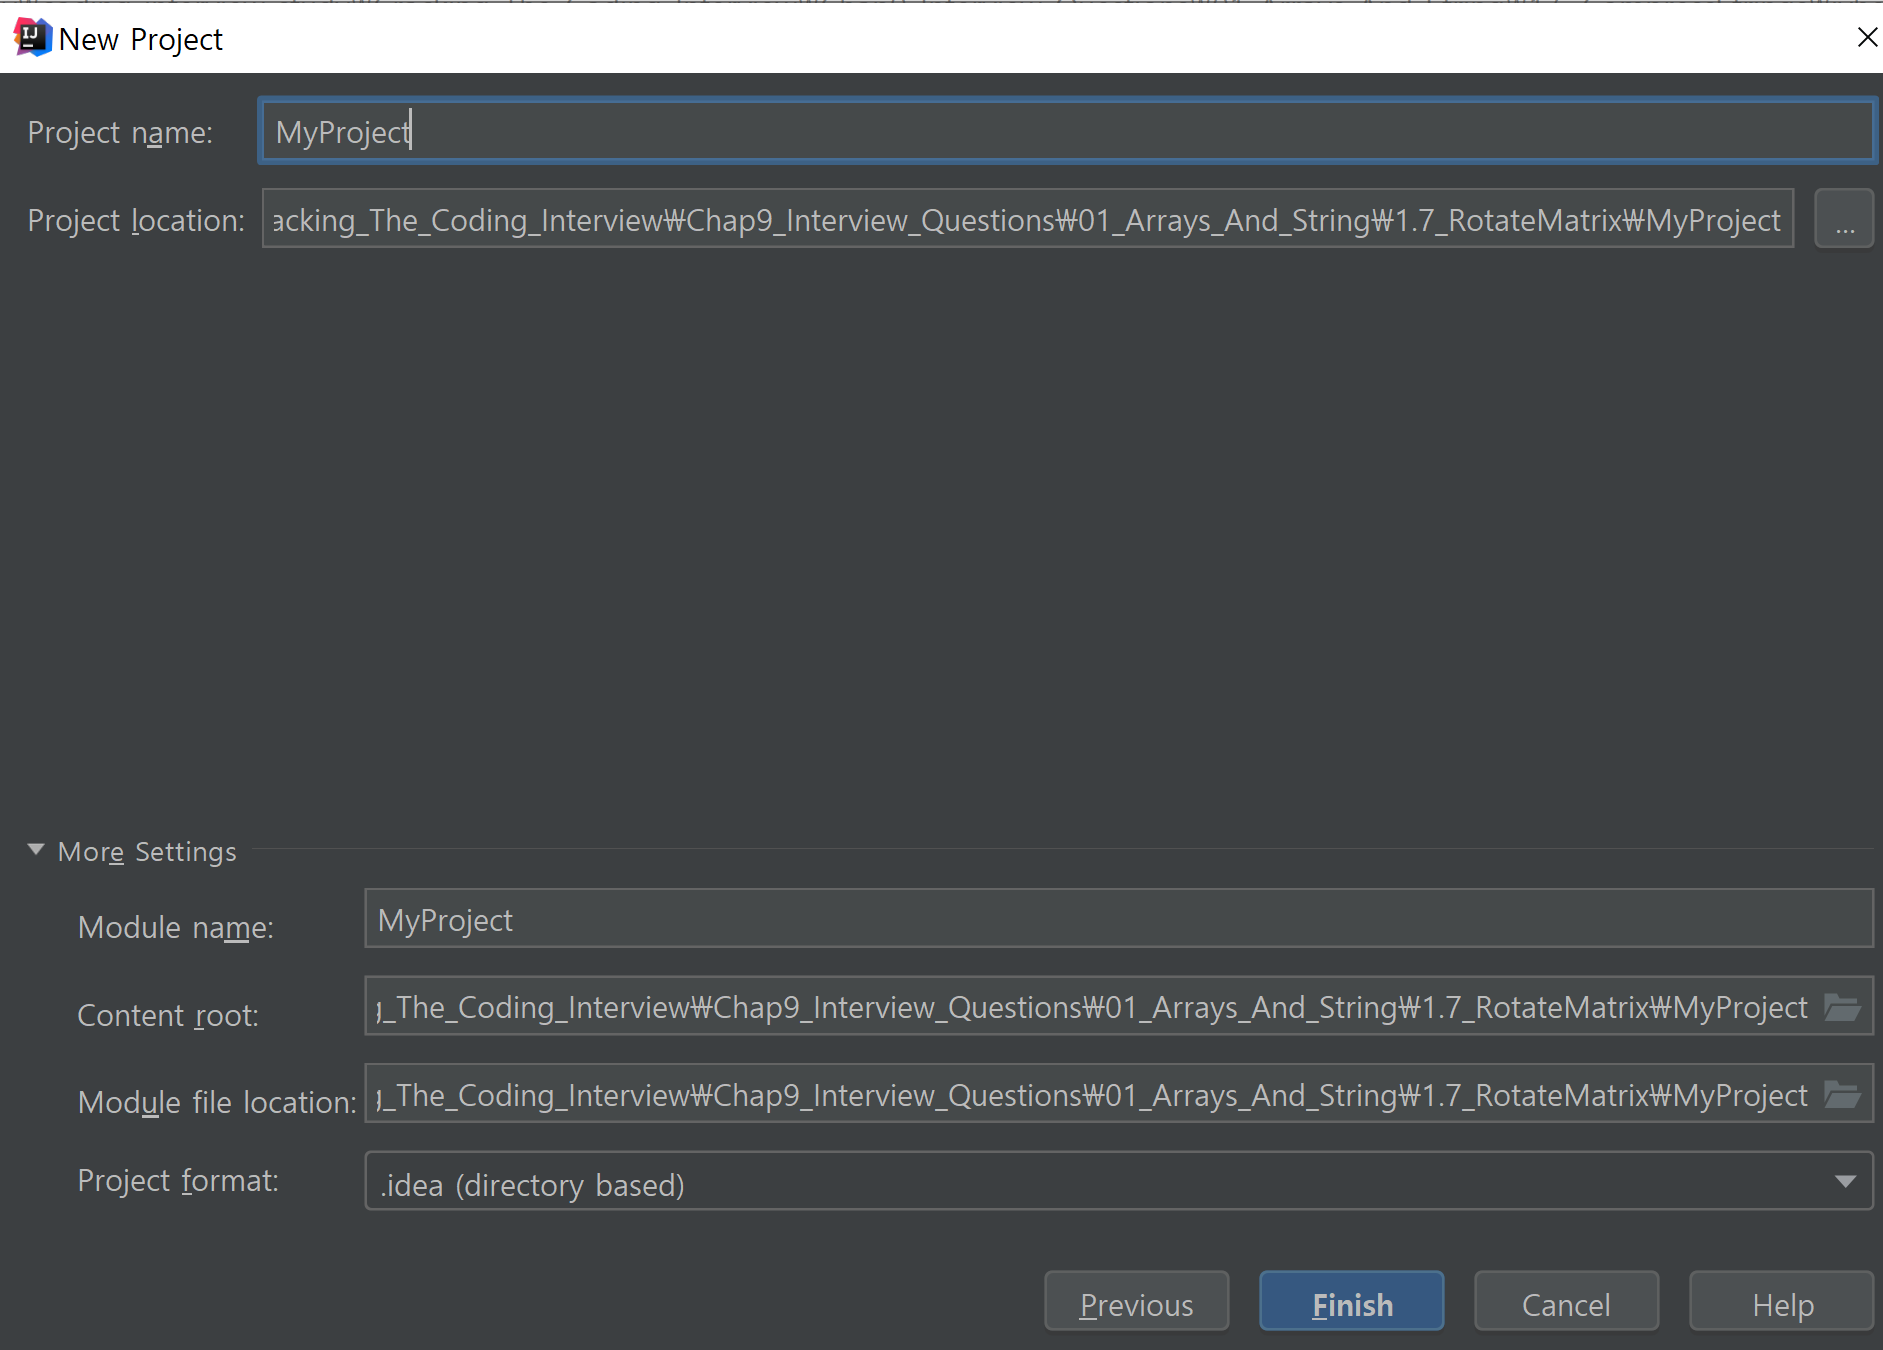 New Project
Project name: MyProject
Project location: acking_The_Coding_Interview₩Chap9_Interview_Questions₩01_Arrays_And_String₩1.7_RotateMatrix₩MyProject ...
More Settings
Module name: MyProject
Content root: _The_Coding_Interview₩Chap9_Interview_Questions₩01_Arrays_And_String₩1.7_RotateMatrix₩MyProject
Module file location: _The_Coding_Interview₩Chap9_Interview_Questions₩01_Arrays_And_String₩1.7_RotateMatrix₩MyProject
Project format: .idea (directory based)
Previous Finish Cancel Help